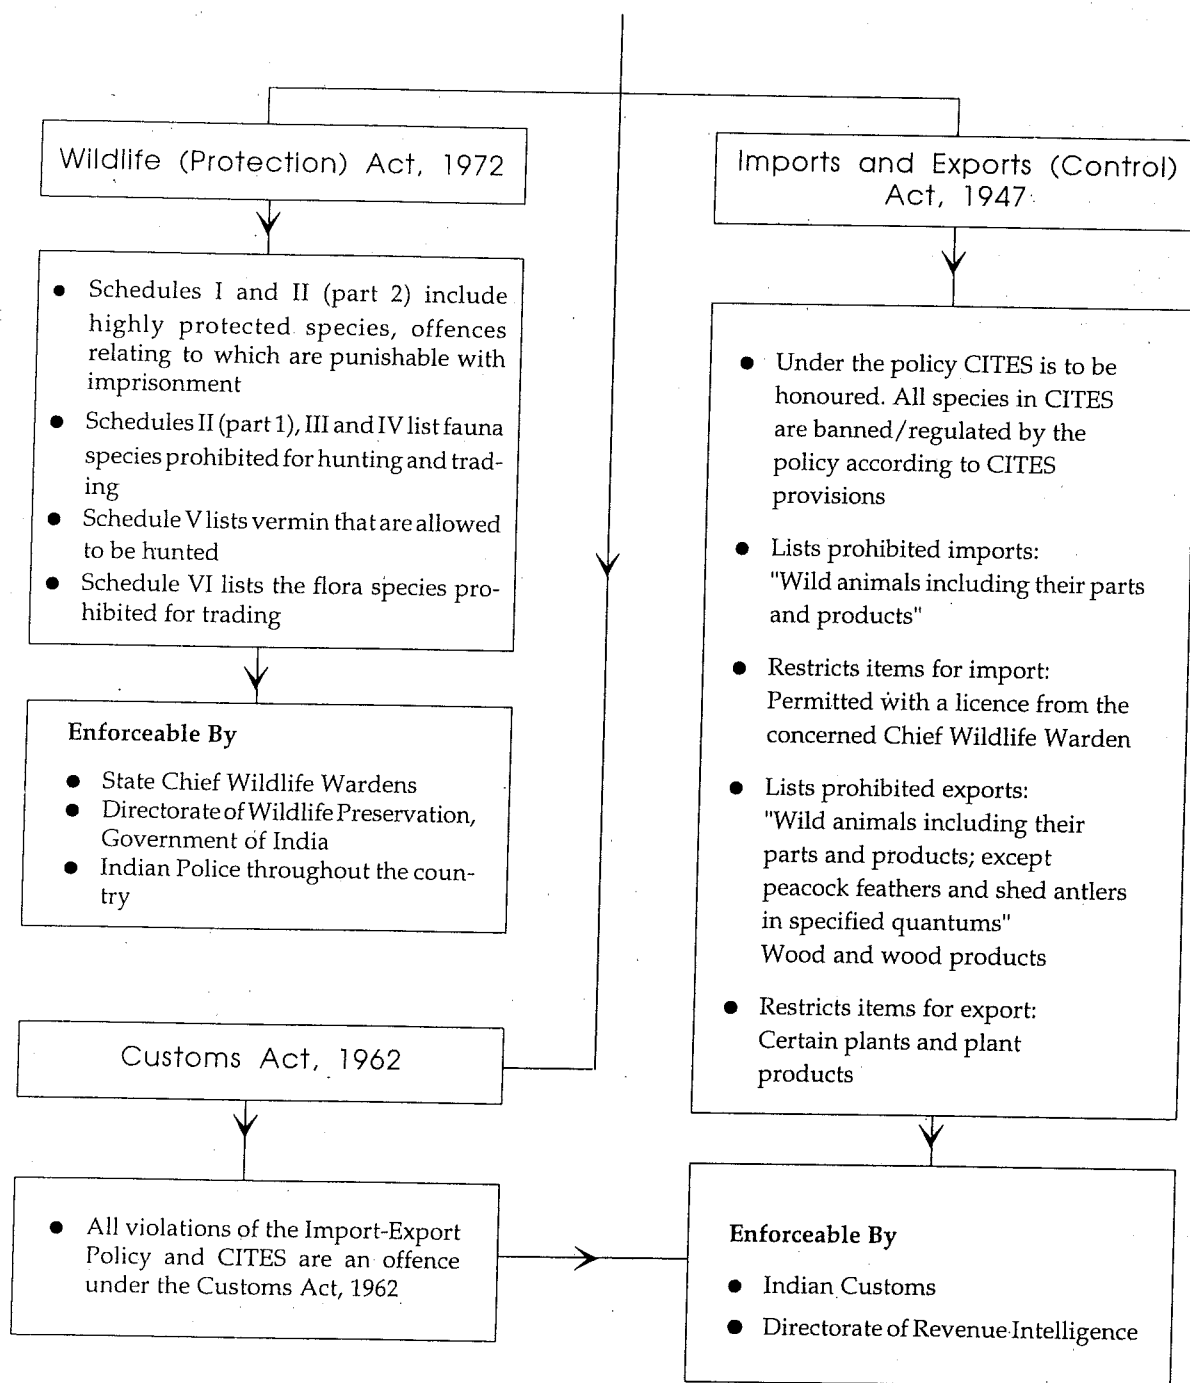 Wildlife (Protection) Act, 1972
● Schedules I and II (part 2) include
highly protected species, offences
relating to which are punishable with
imprisonment
● Schedules II (part 1), III and IV list fauna
species prohibited for hunting and trad-
ing
● Schedule V lists vermin that are allowed
to be hunted
● Schedule VI lists the flora species pro-
hibited for trading
Enforceable By
● State Chief Wildlife Wardens
● Directorate of Wildlife Preservation,
Government of India
● Indian Police throughout the coun-
try
Customs Act, 1962
● All violations of the Import-Export
Policy and CITES are an offence
under the Customs Act, 1962
Imports and Exports (Control)
Act, 1947
● Under the policy CITES is to be
honoured. All species in CITES
are banned/regulated by the
policy according to CITES
provisions
● Lists prohibited imports:
"Wild animals including their parts
and products"
● Restricts items for import:
Permitted with a licence from the
concerned Chief Wildlife Warden
● Lists prohibited exports:
"Wild animals including their
parts and products; except
peacock feathers and shed antlers
in specified quantums"
Wood and wood products
● Restricts items for export:
Certain plants and plant
products
Enforceable By
● Indian Customs
● Directorate of Revenue Intelligence